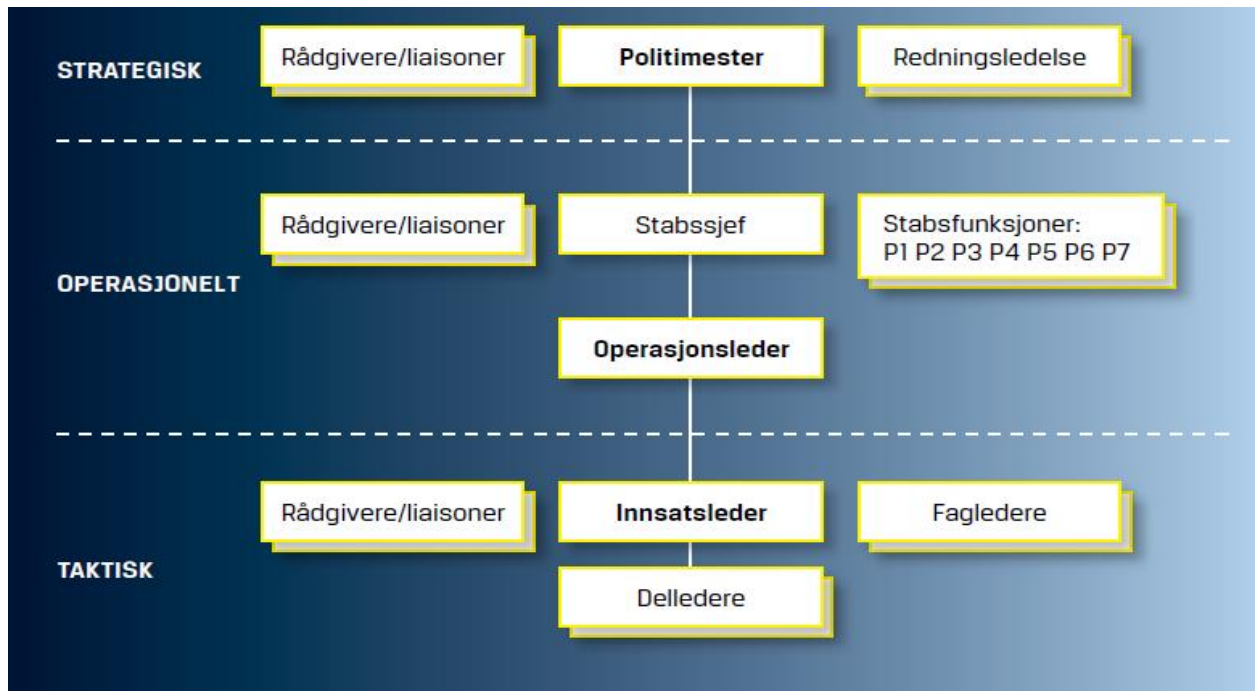 STRATEGISK
Rådgivere/liaisoner
Politimester
Redningsledelse
OPERASJONELT
Rådgivere/liaisoner
Stabssjef
Stabsfunksjoner:
P1 P2 P3 P4 P5 P6 P7
Operasjonsleder
TAKTISK
Rådgivere/liaisoner
Innsatsleder
Fagledere
Delledere